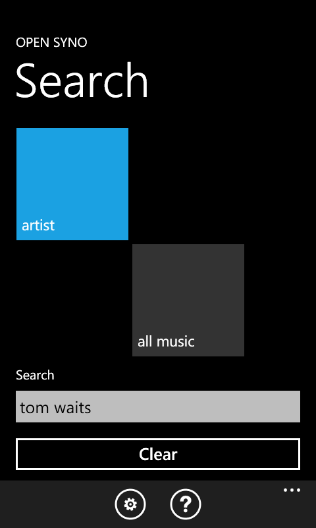 OPEN SYNO
Search
artist
all music
Search
tom waits
Clear
?